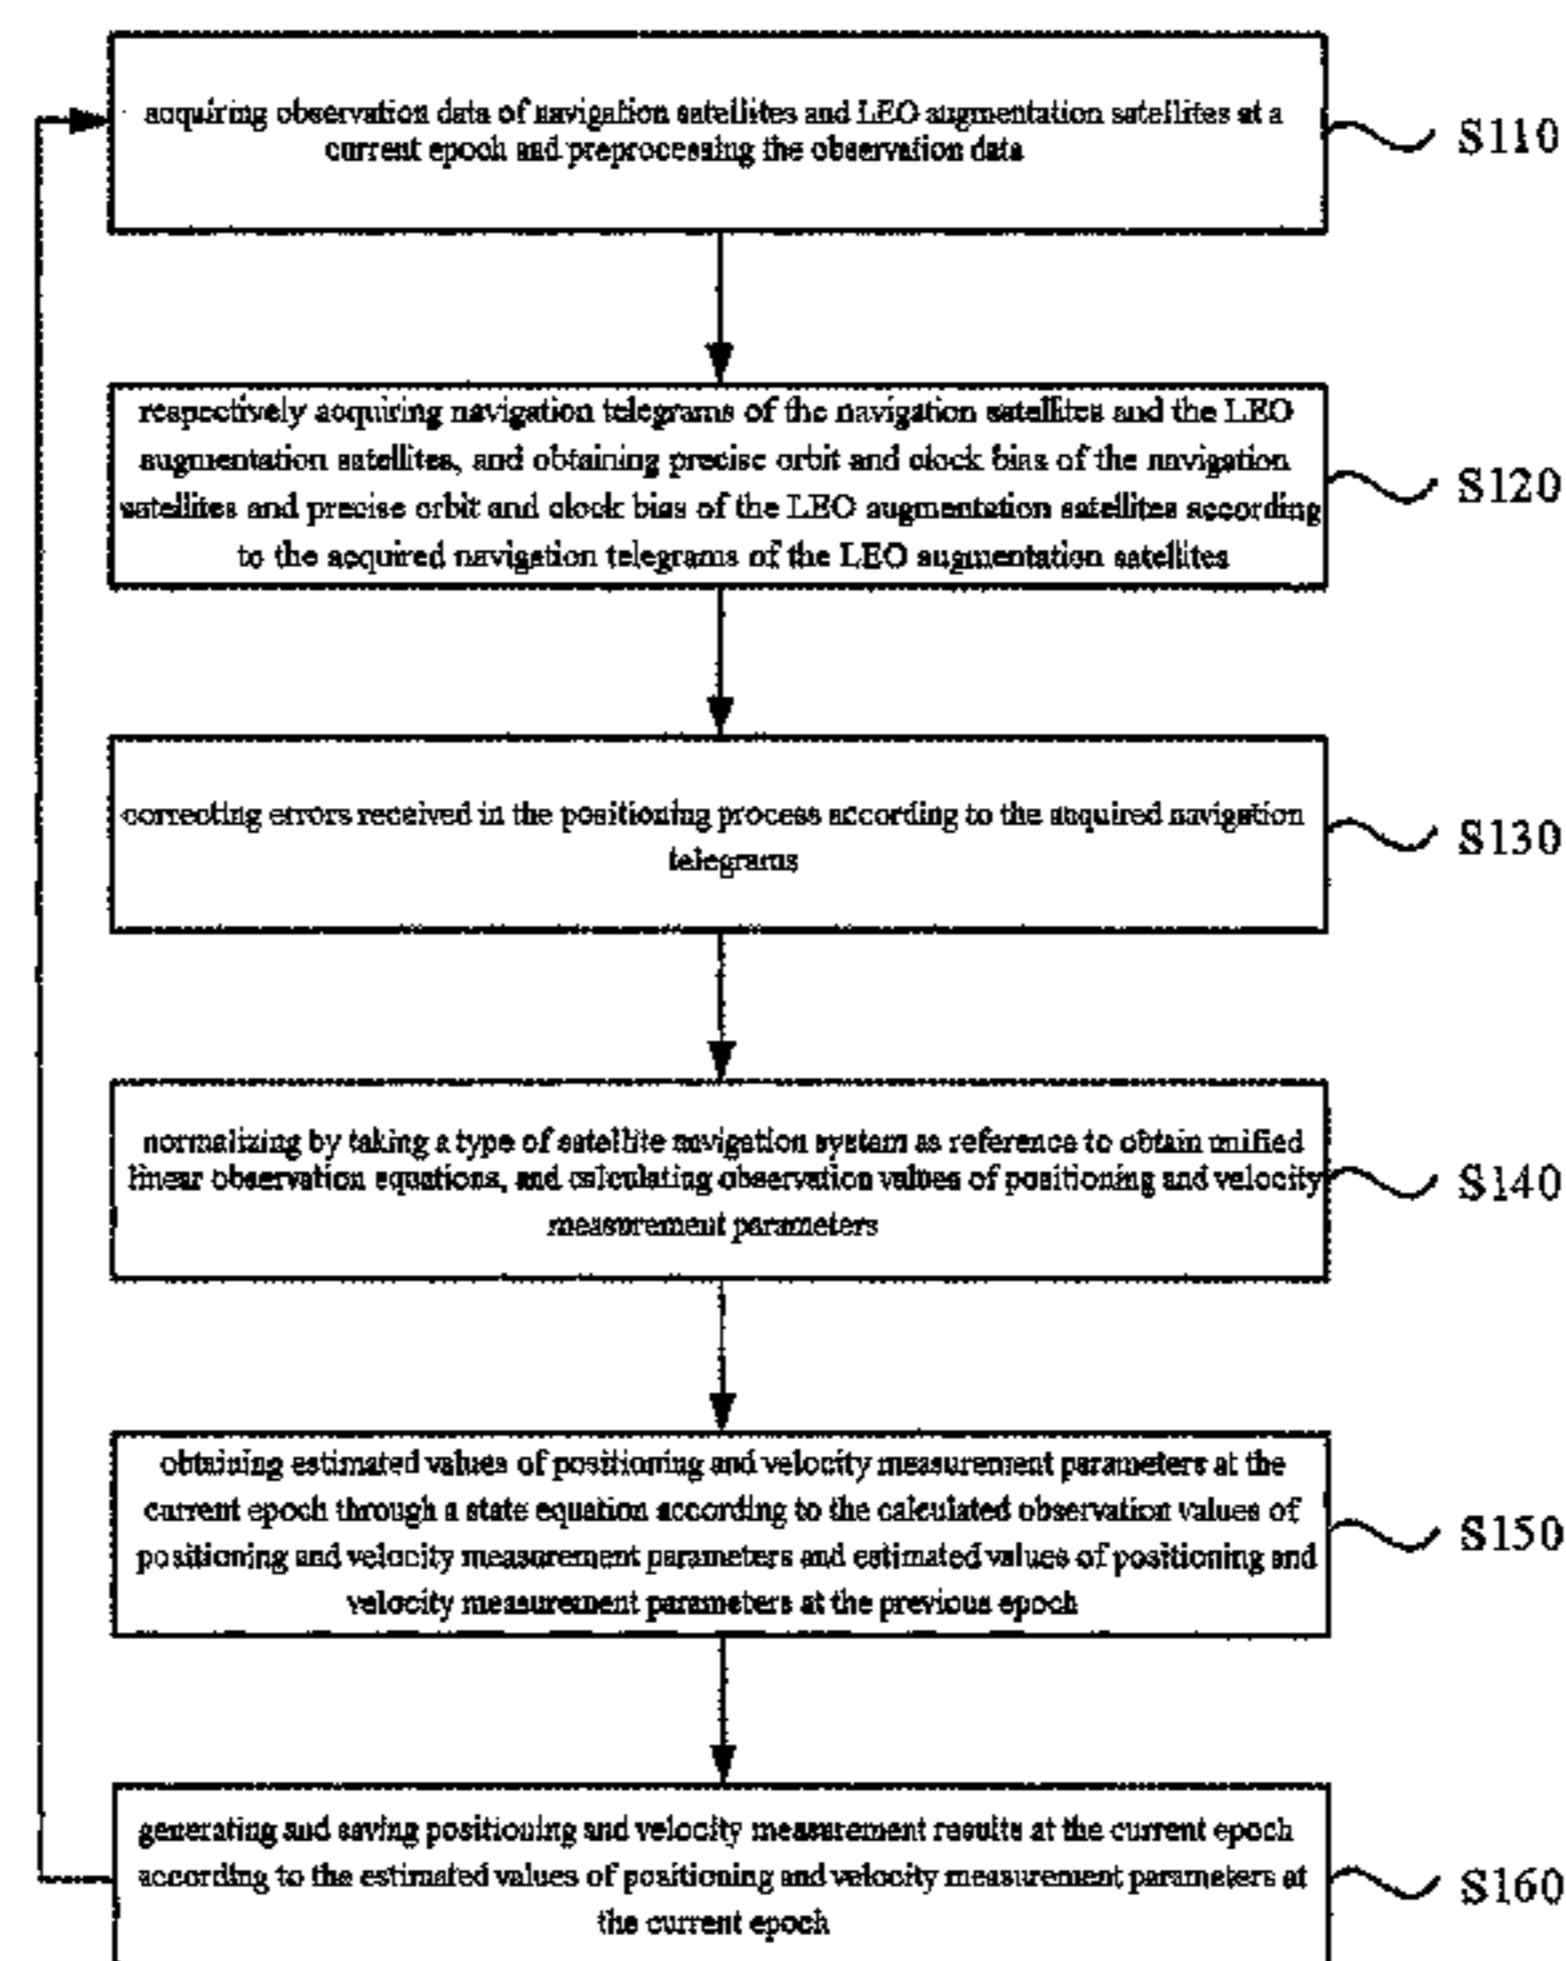 acquiring observation data of navigation satellites and LEO augmentation satellites at a
current epoch and preprocessing the observation data
S110
respectively acquiring navigation telegrams of the navigation satellites and the LEO
augmentation satellites, and obtaining precise orbit and clock bias of the navigation
satellites and precise orbit and clock bias of the LEO augmentation satellites according
to the acquired navigation telegrams of the LEO augmentation satellites
S120
correcting errors received in the positioning process according to the acquired navigation
telegrams
S130
normalizing by taking a type of satellite navigation system as reference to obtain unified
linear observation equations, and calculating observation values of positioning and velocity
measurement parameters
S140
obtaining estimated values of positioning and velocity measurement parameters at the
current epoch through a state equation according to the calculated observation values of
positioning and velocity measurement parameters and estimated values of positioning and
velocity measurement parameters at the previous epoch
S150
generating and saving positioning and velocity measurement results at the current epoch
according to the estimated values of positioning and velocity measurement parameters at
the current epoch
S160